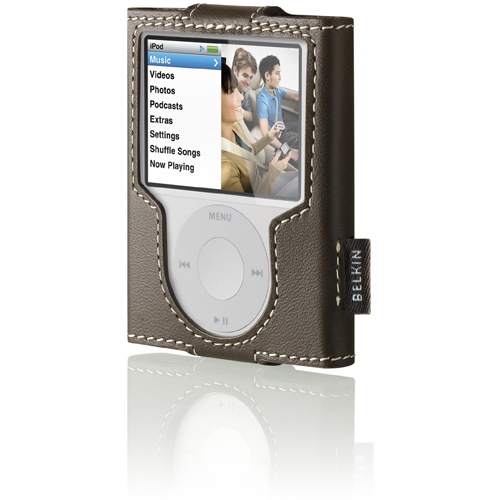 iPod
Music
Videos
Photos
Podcasts
Extras
Settings
Shuffle Songs
Now Playing
MENU
BELKIN